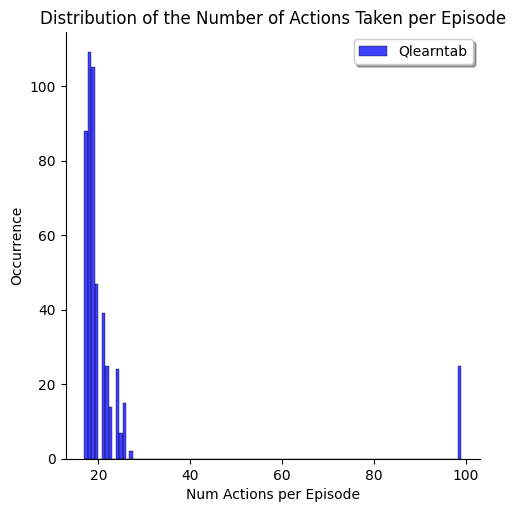 Distribution of the Number of Actions Taken per Episode
Qlearntab
100
80
60
40
20
0
Occurrence
20 40 60 80 100
Num Actions per Episode